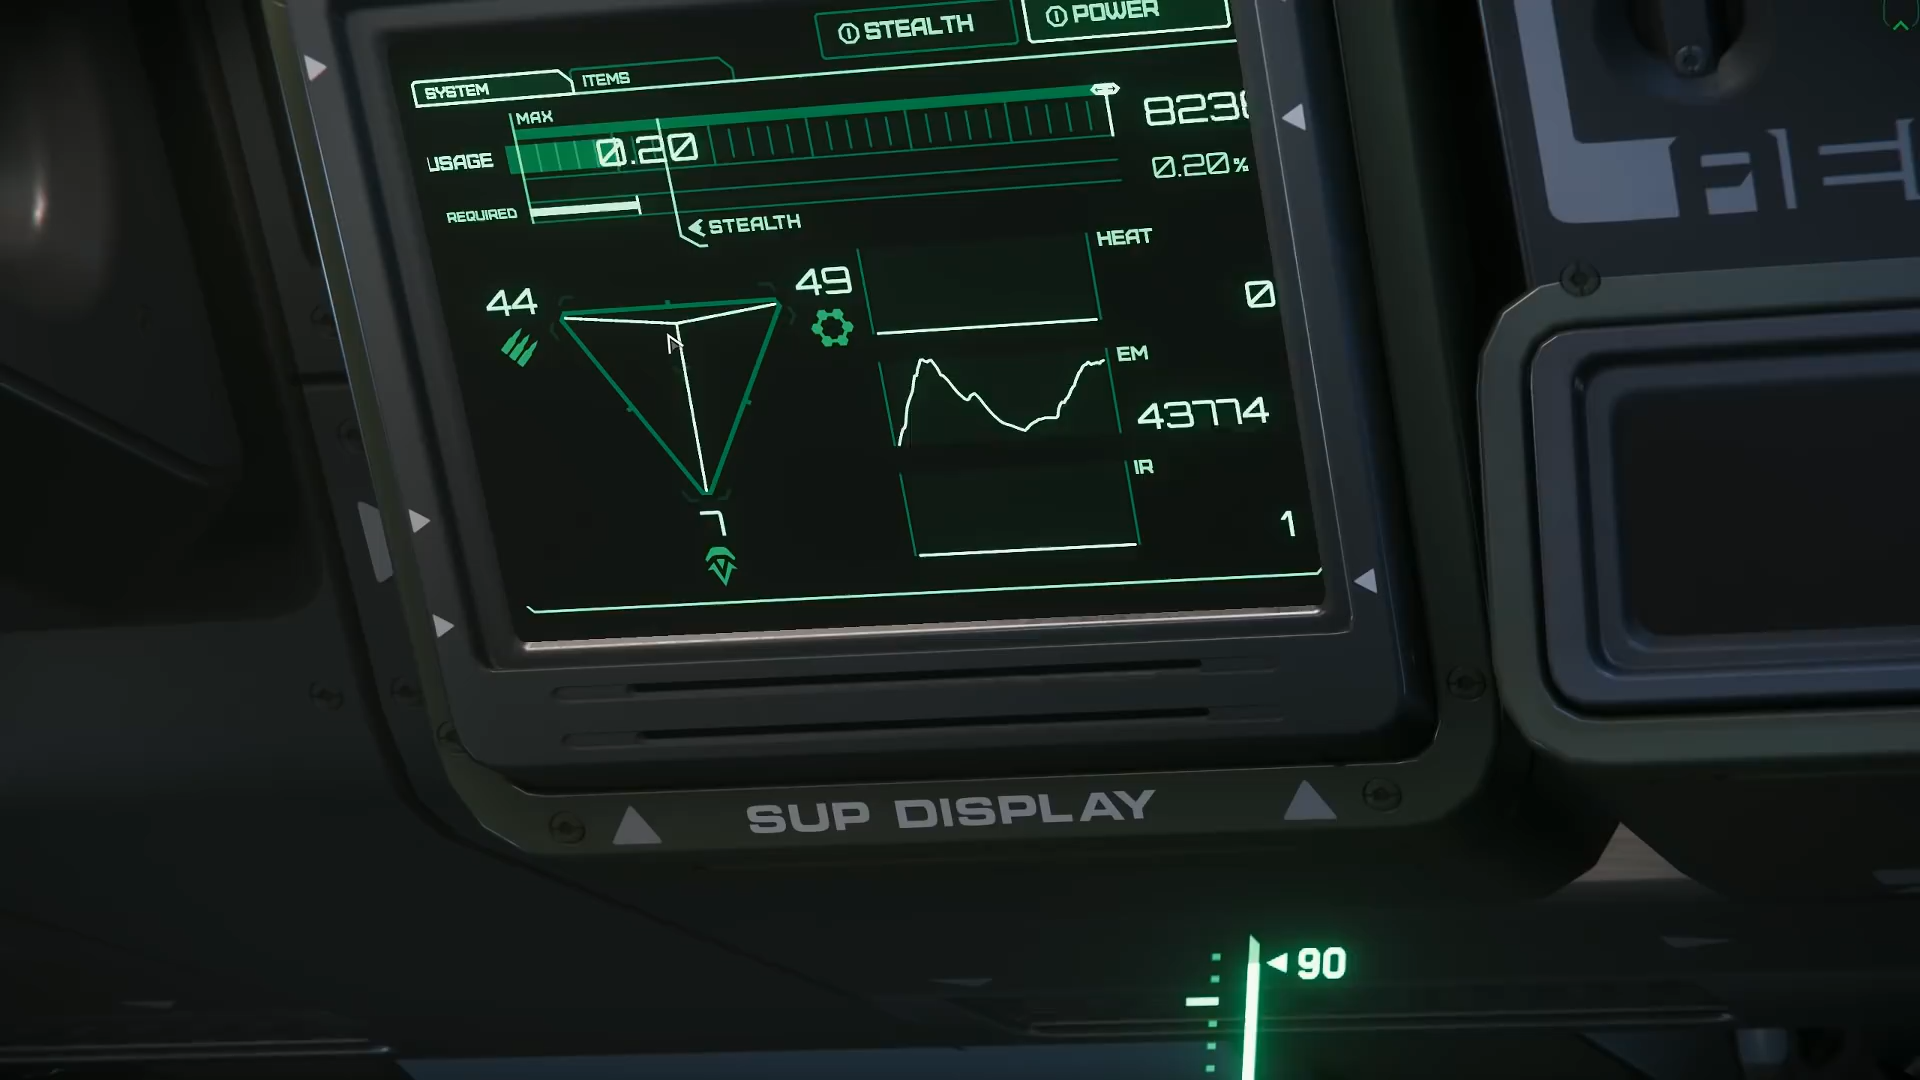 STEALTH
POWER
SYSTEM
ITEMS
MAX
USAGE
0.20
0.20%
REQUIRED
STEALTH
HEAT
44
49
0
EM
43774
IR
7
1
SUP DISPLAY
90